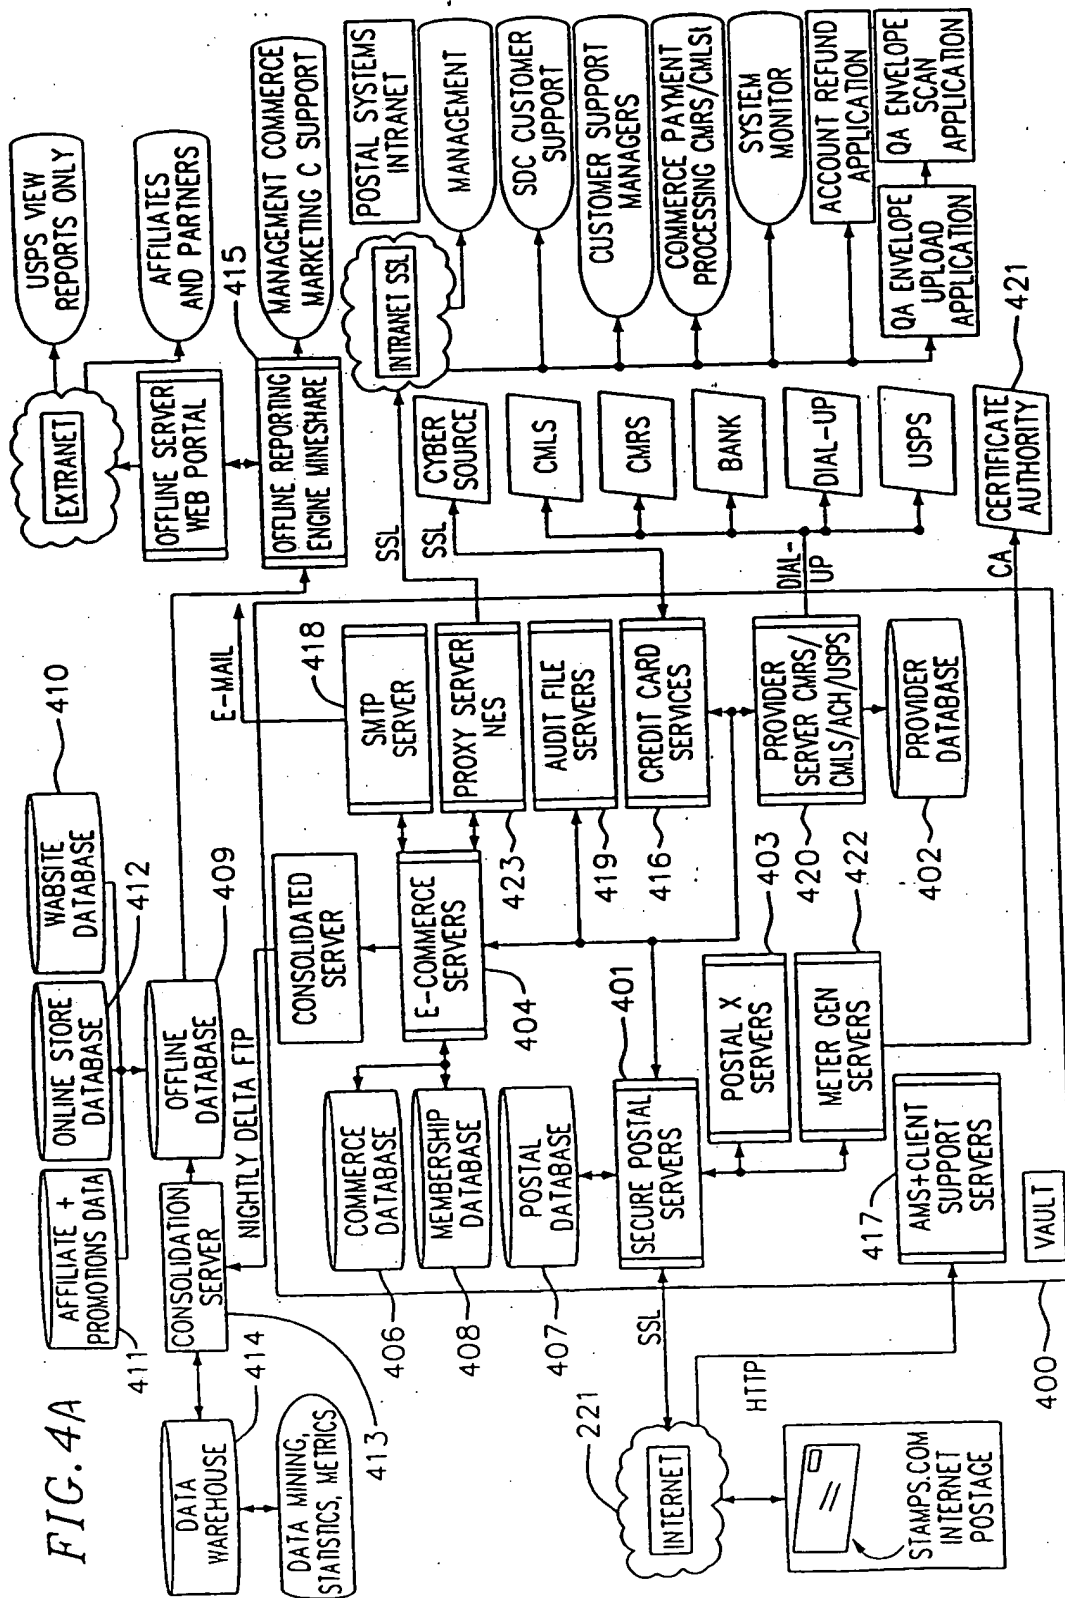 FIG. 4A
AFFILIATE +
PROMOTIONS DATA
411
ONLINE STORE
DATABASE
412
WABSITE
DATABASE
410
DATA
WAREHOUSE
414
CONSOLIDATION
SERVER
413
OFFLINE
DATABASE
409
DATA MINING,
STATISTICS, METRICS
NIGHTLY DELTA FTP
E-MAIL
EXTRANET
USPS VIEW
REPORTS ONLY
AFFILIATES
AND PARTNERS
OFFLINE SERVER
WEB PORTAL
415
OFFLINE REPORTING
ENGINE MINESHARE
MANAGEMENT COMMERCE
MARKETING C SUPPORT
COMMERCE
DATABASE
406
MEMBERSHIP
DATABASE
408
POSTAL
DATABASE
407
CONSOLIDATED
SERVER
E-COMMERCE
SERVERS
404
SMTP
SERVER
418
PROXY SERVER
NES
423
AUDIT FILE
SERVERS
419
CREDIT CARD
SERVICES
416
SECURE POSTAL
SERVERS
401
POSTAL X
SERVERS
403
METER GEN
SERVERS
422
PROVIDER
SERVER CMRS/
CMLS/ACH/USPS
420
PROVIDER
DATABASE
402
AMS+CLIENT
SUPPORT
SERVERS
417
VAULT
400
221
INTERNET
SSL
HTTP
STAMPS.COM
INTERNET
POSTAGE
SSL
SSL
DIAL-
UP
CA
INTRANET SSL
CYBER
SOURCE
CMLS
CMRS
BANK
DIAL-UP
USPS
CERTIFICATE
AUTHORITY
421
POSTAL SYSTEMS
INTRANET
MANAGEMENT
SDC CUSTOMER
SUPPORT
CUSTOMER SUPPORT
MANAGERS
COMMERCE PAYMENT
PROCESSING CMRS/CMLSt
SYSTEM
MONITOR
ACCOUNT REFUND
APPLICATION
QA ENVELOPE
UPLOAD
APPLICATION
QA ENVELOPE
SCAN
APPLICATION